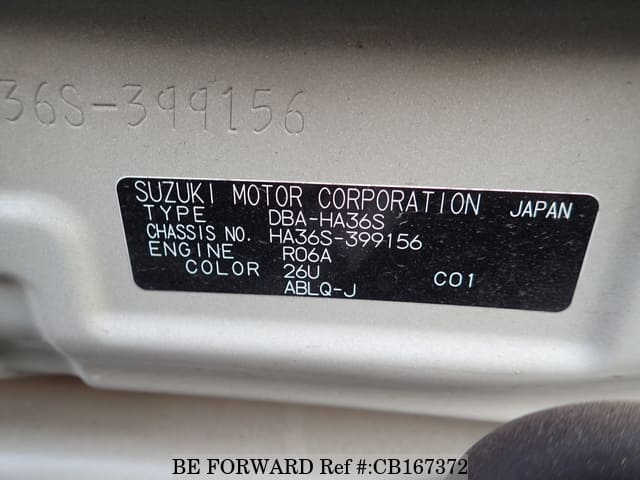 36S-399156
SUZUKI MOTOR CORPORATION JAPAN
TYPE DBA-HA36S
CHASSIS NO. HA36S-399156
ENGINE R06A
COLOR 26U C01
ABLQ-J
BE FORWARD Ref #:CB167372